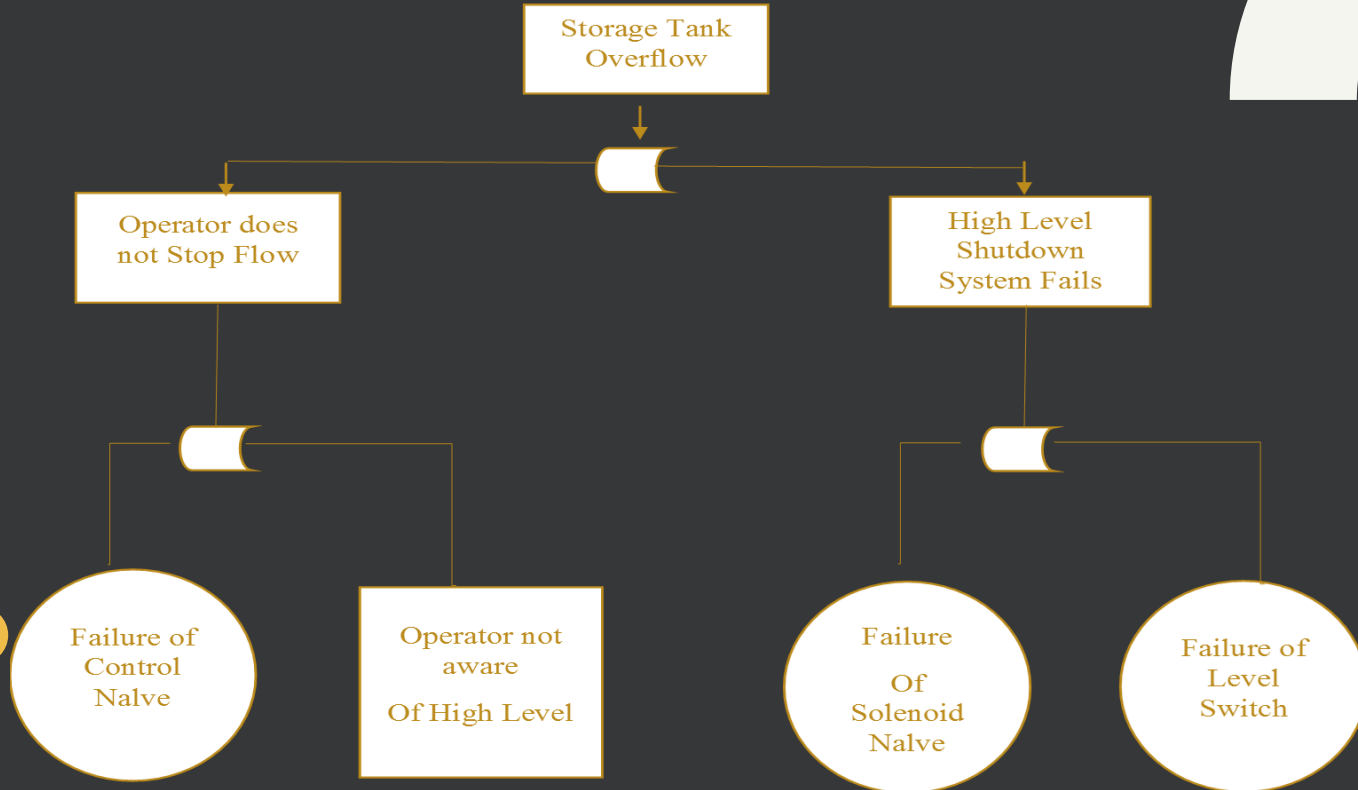 Storage Tank
Overflow
Operator does
not Stop Flow
High Level
Shutdown
System Fails
Failure of
Control
Nalve
Operator not
aware
Of High Level
Failure
Of
Solenoid
Nalve
Failure of
Level
Switch